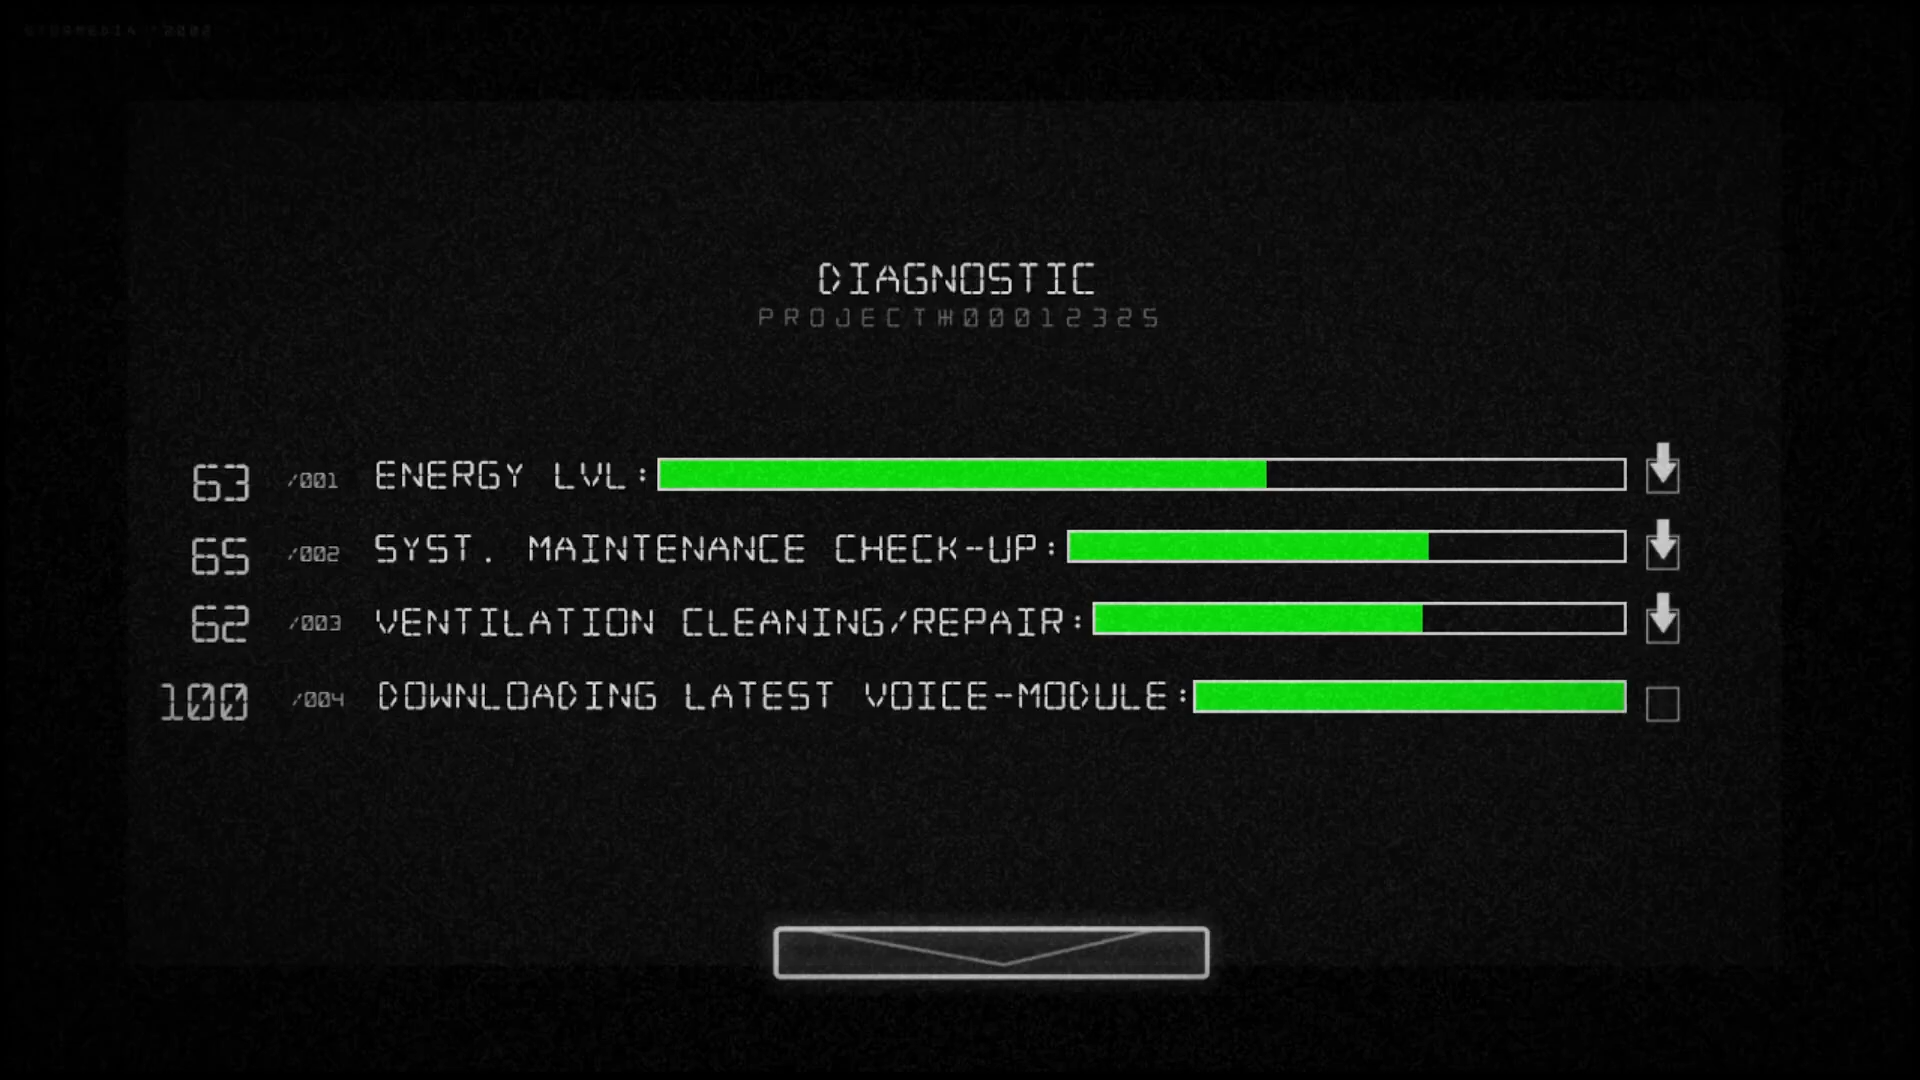 DIAGNOSTIC
PROJECT#00012325
63 /001 ENERGY LVL:
65 /002 SYST. MAINTENANCE CHECK-UP:
62 /003 VENTILATION CLEANING/REPAIR:
100 /004 DOWNLOADING LATEST VOICE-MODULE: